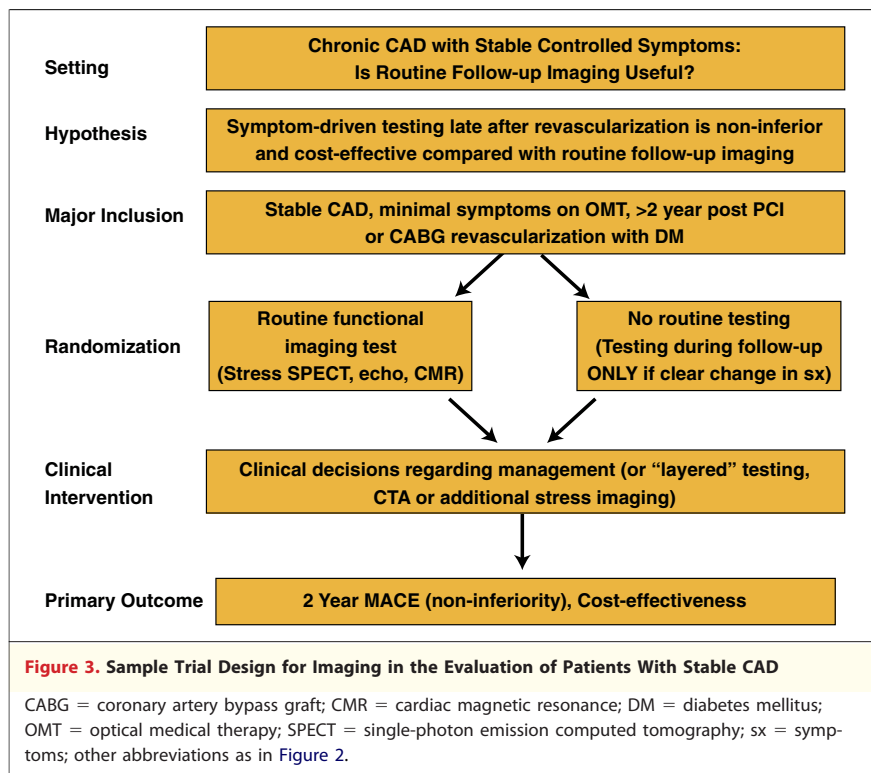 Setting
Chronic CAD with Stable Controlled Symptoms:
Is Routine Follow-up Imaging Useful?
Hypothesis
Symptom-driven testing late after revascularization is non-inferior
and cost-effective compared with routine follow-up imaging
Major Inclusion
Stable CAD, minimal symptoms on OMT, >2 year post PCI
or CABG revascularization with DM
Randomization
Routine functional
imaging test
(Stress SPECT, echo, CMR)
No routine testing
(Testing during follow-up
ONLY if clear change in sx)
Clinical
Intervention
Clinical decisions regarding management (or “layered” testing,
CTA or additional stress imaging)
Primary Outcome
2 Year MACE (non-inferiority), Cost-effectiveness
Figure 3. Sample Trial Design for Imaging in the Evaluation of Patients With Stable CAD
CABG = coronary artery bypass graft; CMR = cardiac magnetic resonance; DM = diabetes mellitus;
OMT = optical medical therapy; SPECT = single-photon emission computed tomography; sx = symp-
toms; other abbreviations as in Figure 2.